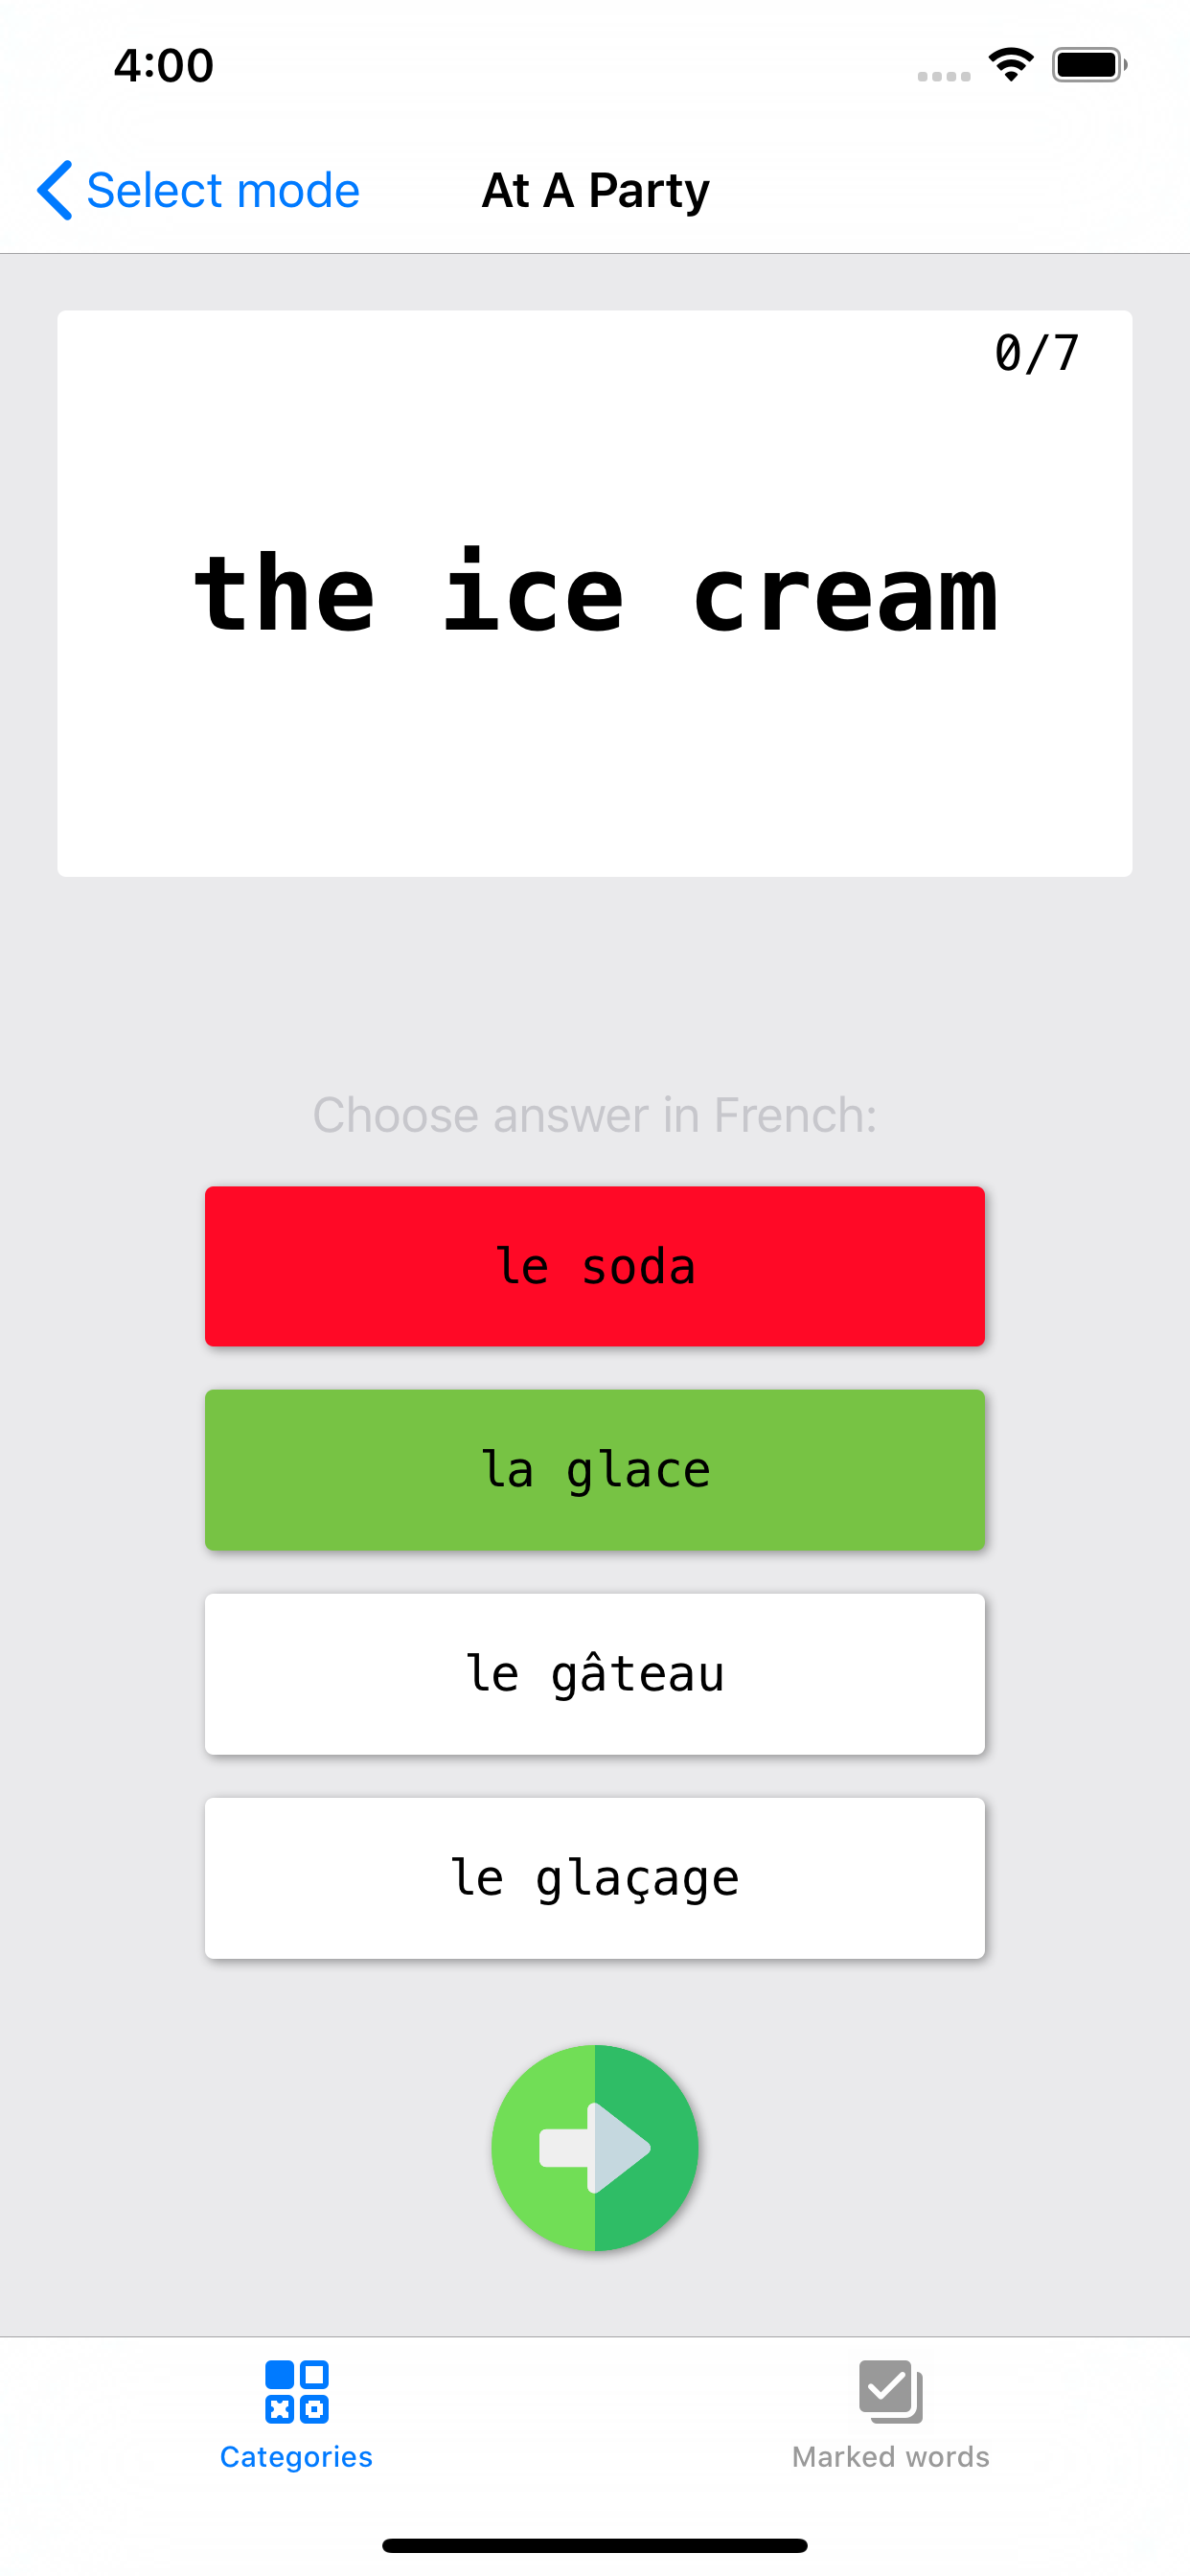 4:00
Select mode
At A Party
0/7
the ice cream
Choose answer in French:
le soda
la glace
le gâteau
le glaçage
Categories
Marked words